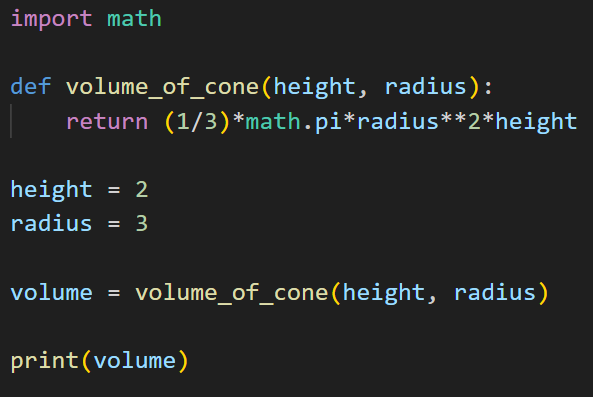 import math
def volume_of_cone(height, radius):
    return (1/3)*math.pi*radius**2*height
height = 2
radius = 3
volume = volume_of_cone(height, radius)
print(volume)